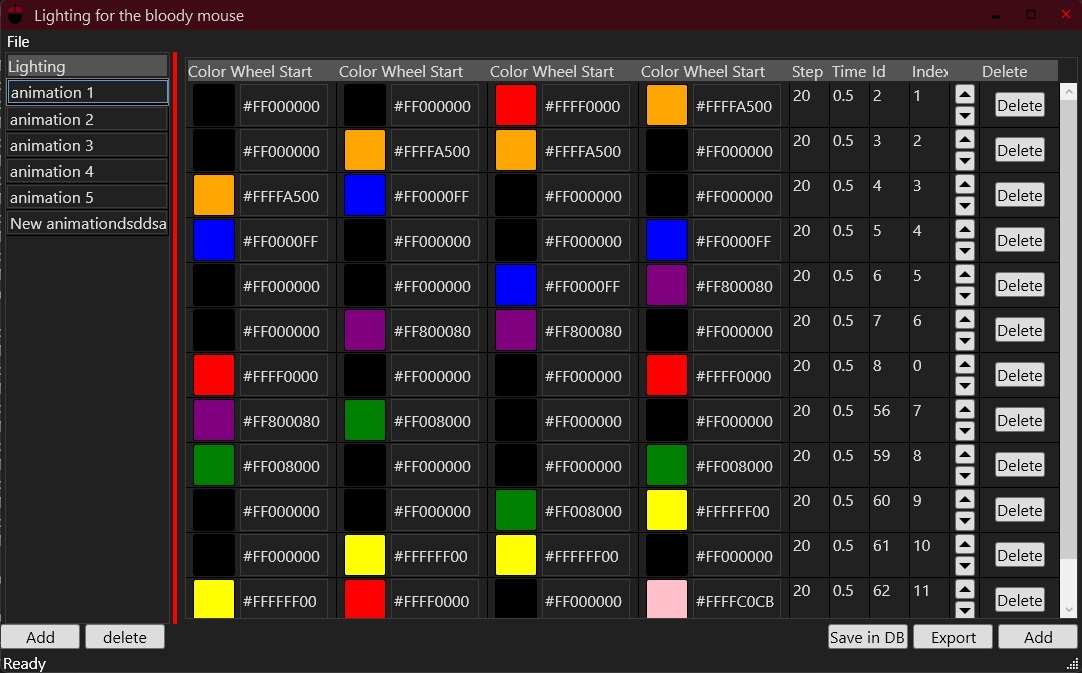 Lighting for the bloody mouse
File
Lighting
animation 1
animation 2
animation 3
animation 4
animation 5
New animationdsddsa
Color Wheel Start Color Wheel Start Color Wheel Start Color Wheel Start Step Time Id Index Delete
#FF000000 #FF000000 #FFFF0000 #FFFFA500 20 0.5 2 1 Delete
#FF000000 #FFFFA500 #FFFFA500 #FF000000 20 0.5 3 2 Delete
#FFFFA500 #FF0000FF #FF000000 #FF000000 20 0.5 4 3 Delete
#FF0000FF #FF000000 #FF000000 #FF0000FF 20 0.5 5 4 Delete
#FF000000 #FF000000 #FF0000FF #FF800080 20 0.5 6 5 Delete
#FF000000 #FF800080 #FF800080 #FF000000 20 0.5 7 6 Delete
#FFFF0000 #FF000000 #FF000000 #FFFF0000 20 0.5 8 0 Delete
#FF800080 #FF008000 #FF000000 #FF000000 20 0.5 56 7 Delete
#FF008000 #FF000000 #FF000000 #FF008000 20 0.5 59 8 Delete
#FF000000 #FF000000 #FF008000 #FFFFFF00 20 0.5 60 9 Delete
#FF000000 #FFFFFF00 #FFFFFF00 #FF000000 20 0.5 61 10 Delete
#FFFFFF00 #FFFF0000 #FF000000 #FFFFC0CB 20 0.5 62 11 Delete
Add delete Save in DB Export Add
Ready